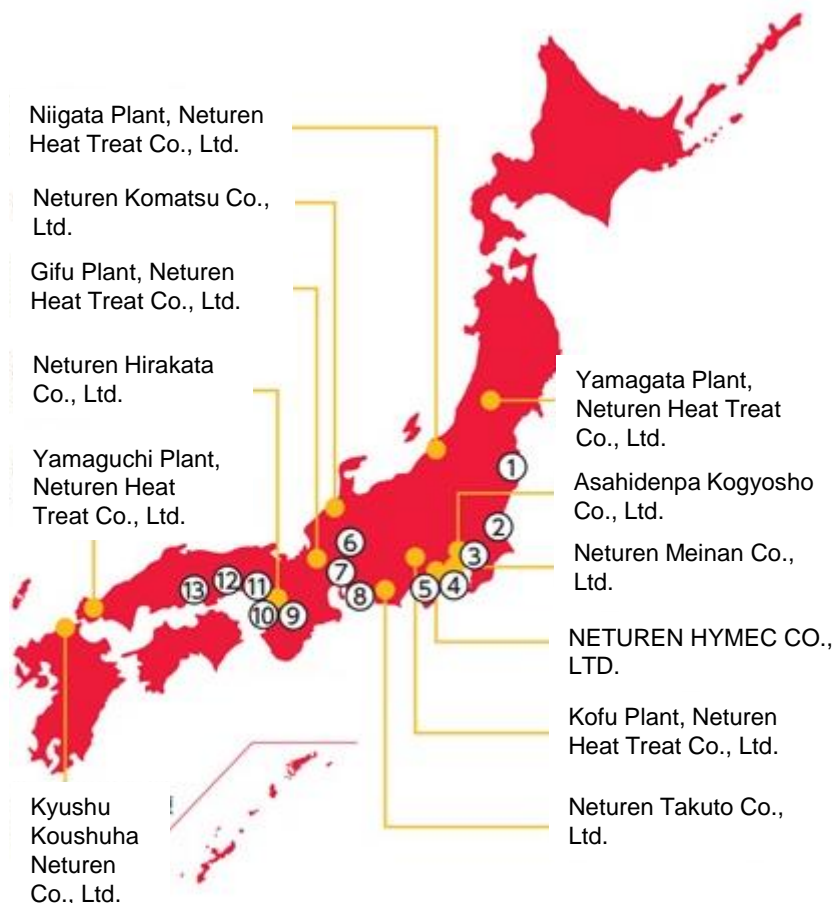 Niigata Plant, Neturen
Heat Treat Co., Ltd.
Neturen Komatsu Co.,
Ltd.
Gifu Plant, Neturen
Heat Treat Co., Ltd.
Neturen Hirakata
Co., Ltd.
Yamaguchi Plant,
Neturen Heat
Treat Co., Ltd.
Kyushu
Koushuha
Neturen
Co., Ltd.
Yamagata Plant,
Neturen Heat Treat
Co., Ltd.
Asahidenpa Kogyosho
Co., Ltd.
Neturen Meinan Co.,
Ltd.
NETUREN HYMEC CO.,
LTD.
Kofu Plant, Neturen
Heat Treat Co., Ltd.
Neturen Takuto Co.,
Ltd.
①
②
③
④
⑤
⑥
⑦
⑧
⑨
⑩
⑪
⑫
⑬